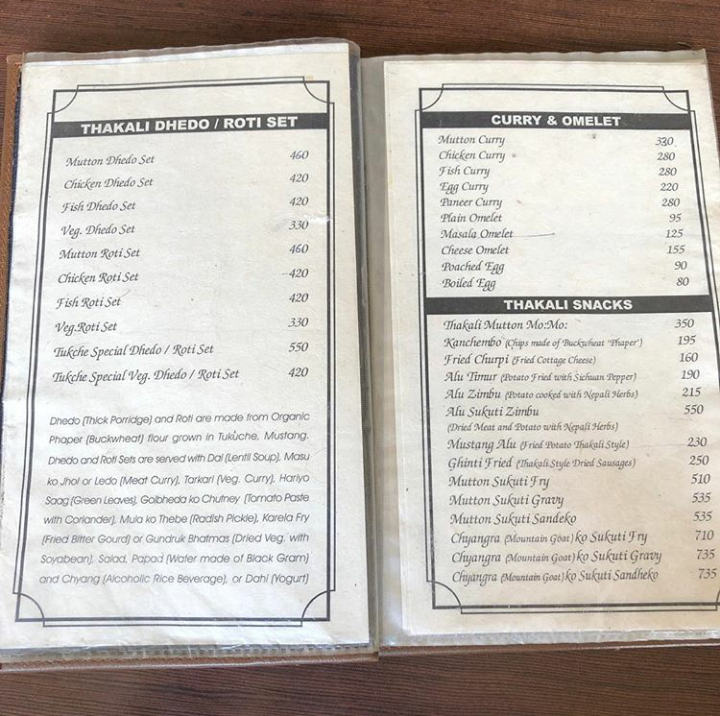 THAKALI DHEDO / ROTI SET
Mutton Dhedo Set 460
Chicken Dhedo Set 420
Fish Dhedo Set 420
Veg. Dhedo Set 330
Mutton Roti Set 460
Chicken Roti Set 420
Fish Roti Set 420
Veg.Roti Set 330
Tukche Special Dhedo / Roti Set 550
Tukche Special Veg. Dhedo / Roti Set 420
Dhedo (Thick Porridge) and Roti are made from Organic
Phaper (Buckwheat) flour grown in Tukuche, Mustang.
Dhedo and Roti Sets are served with Dal (Lentil Soup), Masu
ko Jhol or Ledo (Meat Curry), Tarkari (Veg. Curry), Hariyo
Saag (Green Leaves), Golbheda ko Chutney (Tomato Paste
with Coriander), Mula ko Thebe (Radish Pickle), Karela Fry
(Fried Bitter Gourd) or Gundruk Bhatmas (Dried Veg. with
Soyabean), Salad, Papad (Wafer made of Black Gram)
and Chyang (Alcoholic Rice Beverage), or Dahi (Yogurt)
CURRY & OMELET
Mutton Curry 330
Chicken Curry 280
Fish Curry 280
Egg Curry 220
Paneer Curry 280
Plain Omelet 95
Masala Omelet 125
Cheese Omelet 155
Poached Egg 90
Boiled Egg 80
THAKALI SNACKS
Thakali Mutton Mo:Mo: 350
Kanchembo (Chips made of Buckwheat 'Phaper') 195
Fried Churpi (Fried Cottage Cheese) 160
Alu Timur (Potato Fried with Sichuan Pepper) 190
Alu Zimbu (Potato cooked with Nepali Herbs) 215
Alu Sukuti Zimbu 550
(Dried Meat and Potato with Nepali Herbs)
Mustang Alu (Fried Potato Thakali Style) 230
Ghinti Fried (Thakali Style Dried Sausages) 250
Mutton Sukuti Fry 510
Mutton Sukuti Gravy 535
Mutton Sukuti Sandeko 535
Chyangra (Mountain Goat) ko Sukuti Fry 710
Chyangra (Mountain Goat) ko Sukuti Gravy 735
Chyangra (Mountain Goat) ko Sukuti Sandheko 735